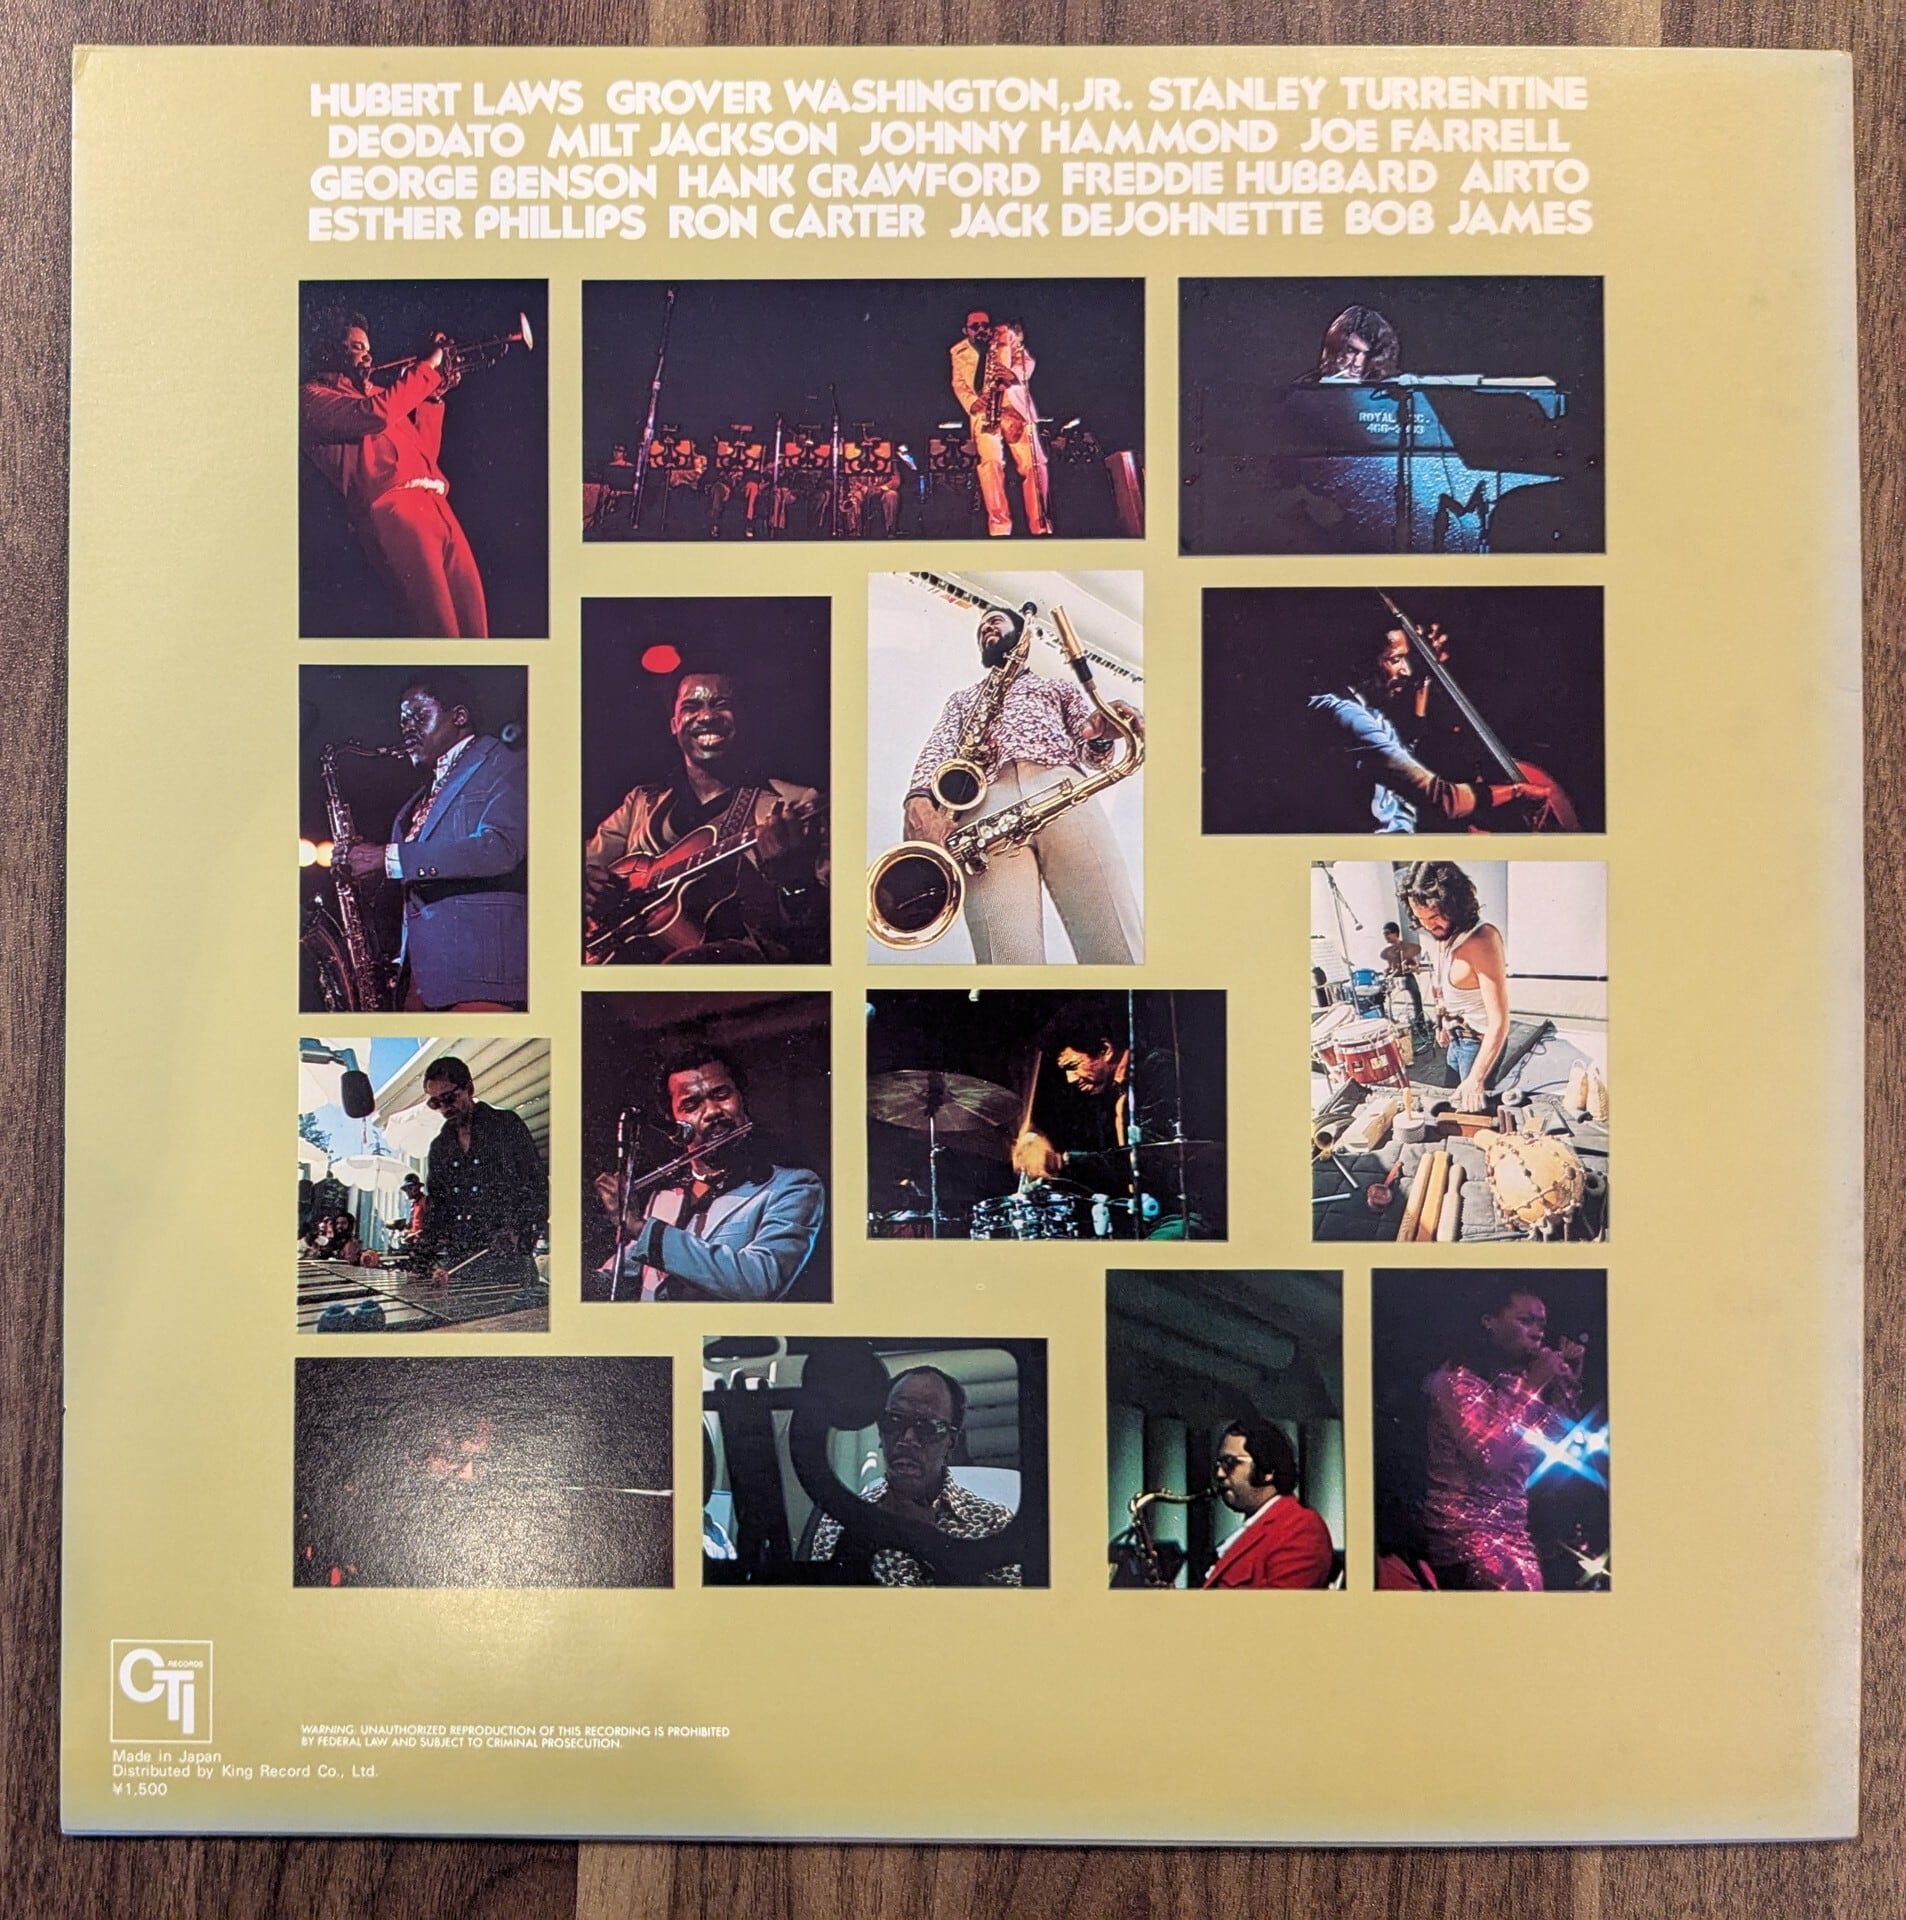 HUBERT LAWS GROVER WASHINGTON, JR. STANLEY TURRENTINE
DEODATO MILT JACKSON JOHNNY HAMMOND JOE FARRELL
GEORGE BENSON HANK CRAWFORD FREDDIE HUBBARD AIRTO
ESTHER PHILLIPS RON CARTER JACK DEJOHNETTE BOB JAMES
ROYAL
CTI RECORDS
WARNING: UNAUTHORIZED REPRODUCTION OF THIS RECORDING IS PROHIBITED
BY FEDERAL LAW AND SUBJECT TO CRIMINAL PROSECUTION.
Made in Japan
Distributed by King Record Co., Ltd.
¥1,500